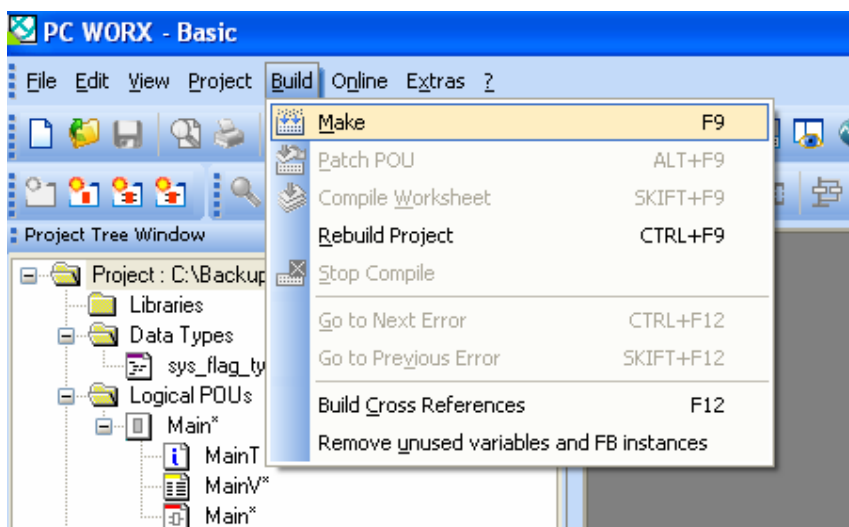 PC WORX - Basic
File Edit View Project Build Online Extras ?
Make F9
Patch POU ALT+F9
Compile Worksheet SKIFT+F9
Rebuild Project CTRL+F9
Stop Compile
Go to Next Error CTRL+F12
Go to Previous Error SKIFT+F12
Build Cross References F12
Remove unused variables and FB instances
Project Tree Window
Project : C:\Backup
Libraries
Data Types
sys_flag_ty
Logical POUs
Main*
MainT
MainV*
Main*